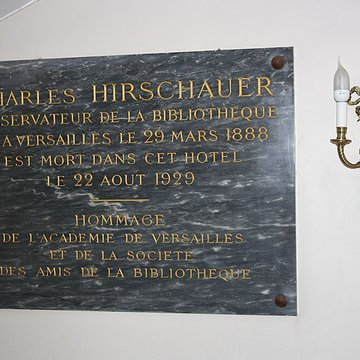 HARLES HIRSCHAUER
SERVATEUR DE LA BIBLIOTHEQUE
A VERSAILLES LE 29 MARS 1888
EST MORT DANS CET HOTEL
LE 22 AOUT 1929
HOMMAGE
DE L'ACADEMIE DE VERSAILLES
ET DE LA SOCIETE
DES AMIS DE LA BIBLIOTHEQUE